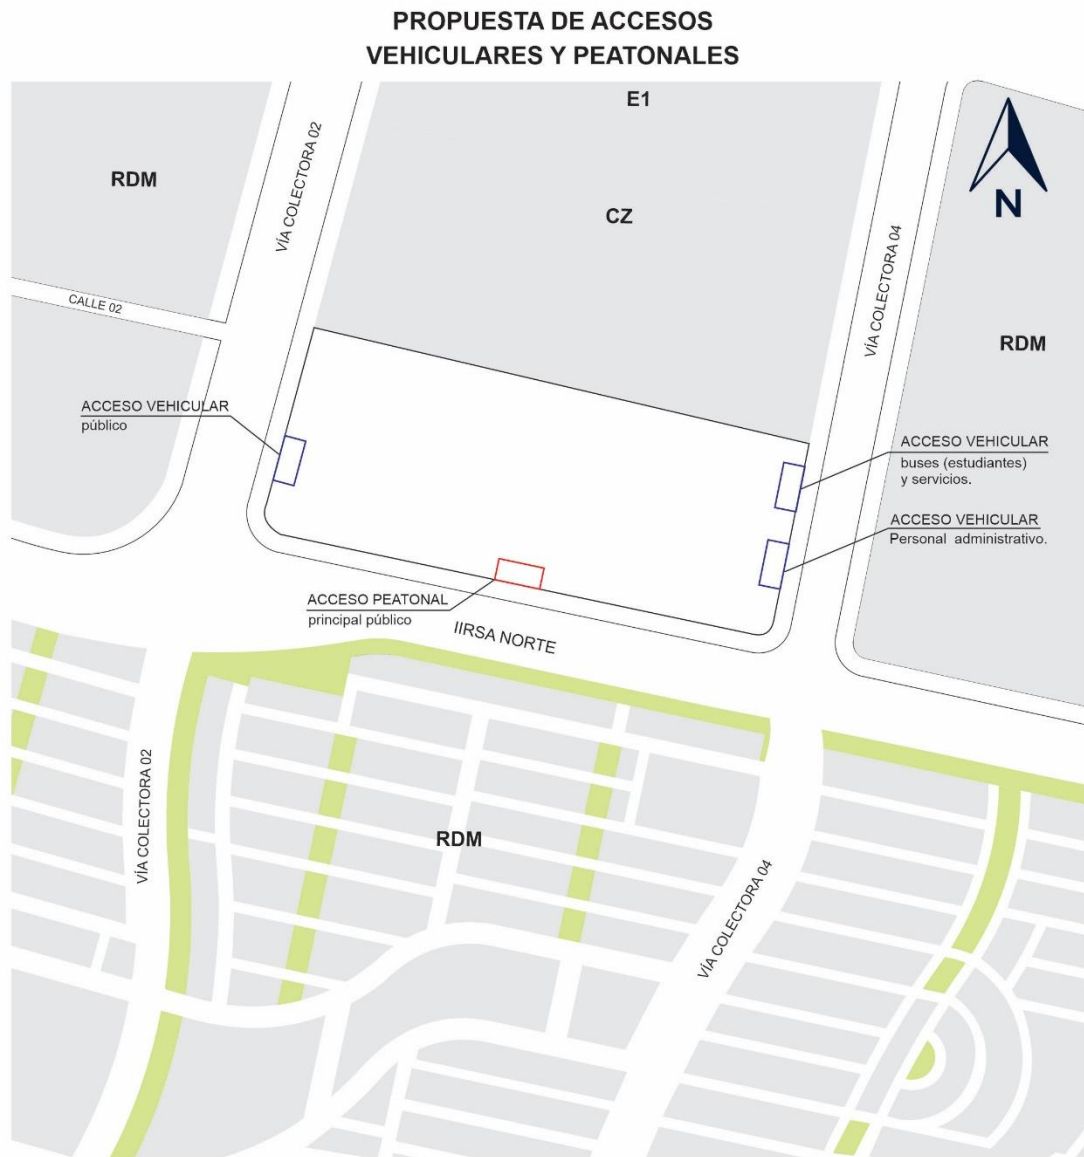 PROPUESTA DE ACCESOS
VEHICULARES Y PEATONALES
E1
RDM
VÍA COLECTORA 02
CZ
N
VÍA COLECTORA 04
CALLE 02
RDM
ACCESO VEHICULAR
público
ACCESO VEHICULAR
buses (estudiantes)
y servicios.
ACCESO VEHICULAR
Personal administrativo.
ACCESO PEATONAL
principal público
IIRSA NORTE
VÍA COLECTORA 02
RDM
VÍA COLECTORA 04